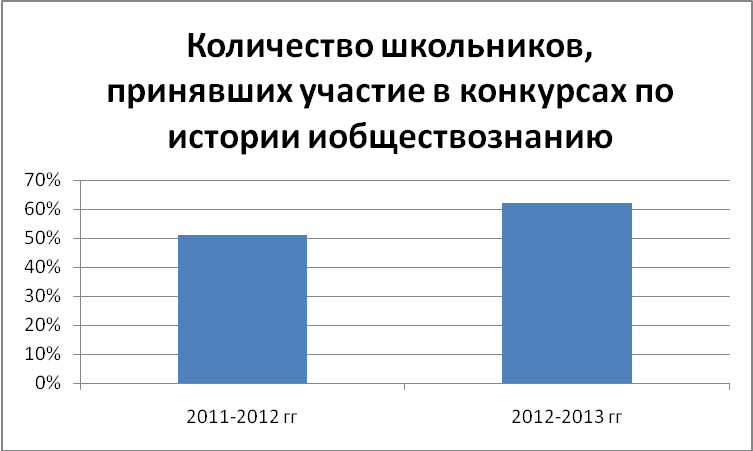 Количество школьников,
принявших участие в конкурсах по
истории иобществознанию
70%
60%
50%
40%
30%
20%
10%
0%
2011-2012 гг
2012-2013 гг